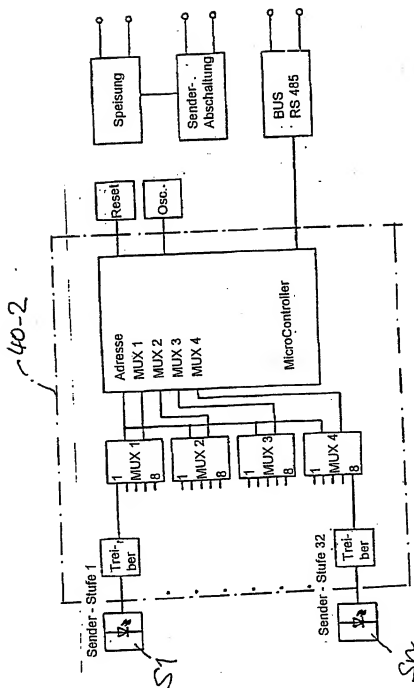 40-2
Speisung
Sender-
Abschaltung
BUS
RS 485
Reset
Osc.-
Adresse
MUX 1
MUX 2
MUX 3
MUX 4
MicroController
1
MUX 1
8
1
MUX 2
8
1
MUX 3
8
1
MUX 4
8
Sender - Stufe 1
Trei-
ber
S1
Sender - Stufe 32
Trei-
ber
Sn